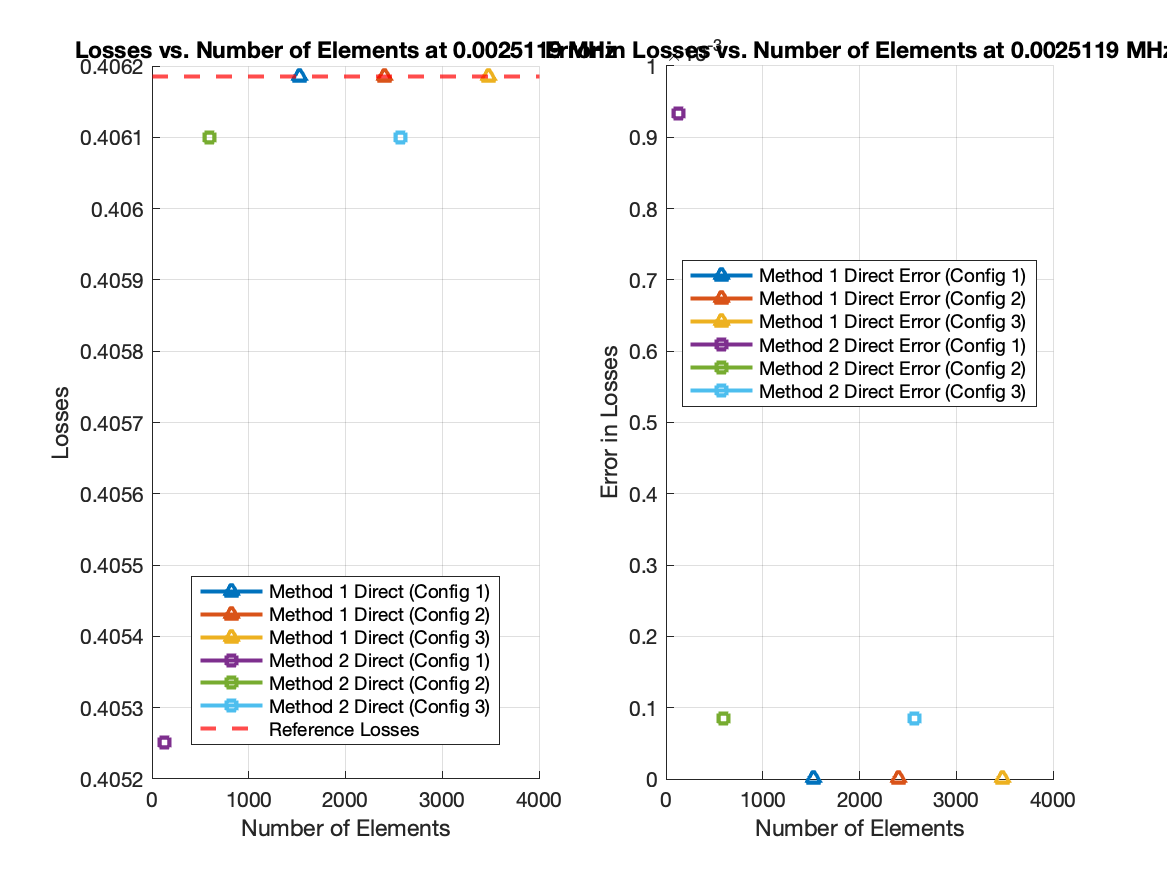 Losses vs. Number of Elements at 0.0025119 MHz
Error in Losses vs. Number of Elements at 0.0025119 MHz
0.4062
0.4061
0.406
0.4059
0.4058
0.4057
0.4056
0.4055
0.4054
0.4053
0.4052
Losses
0
1000
2000
3000
4000
Number of Elements
Method 1 Direct (Config 1)
Method 1 Direct (Config 2)
Method 1 Direct (Config 3)
Method 2 Direct (Config 1)
Method 2 Direct (Config 2)
Method 2 Direct (Config 3)
Reference Losses
× 10⁻³
1
0.9
0.8
0.7
0.6
0.5
0.4
0.3
0.2
0.1
0
Error in Losses
0
1000
2000
3000
4000
Number of Elements
Method 1 Direct Error (Config 1)
Method 1 Direct Error (Config 2)
Method 1 Direct Error (Config 3)
Method 2 Direct Error (Config 1)
Method 2 Direct Error (Config 2)
Method 2 Direct Error (Config 3)